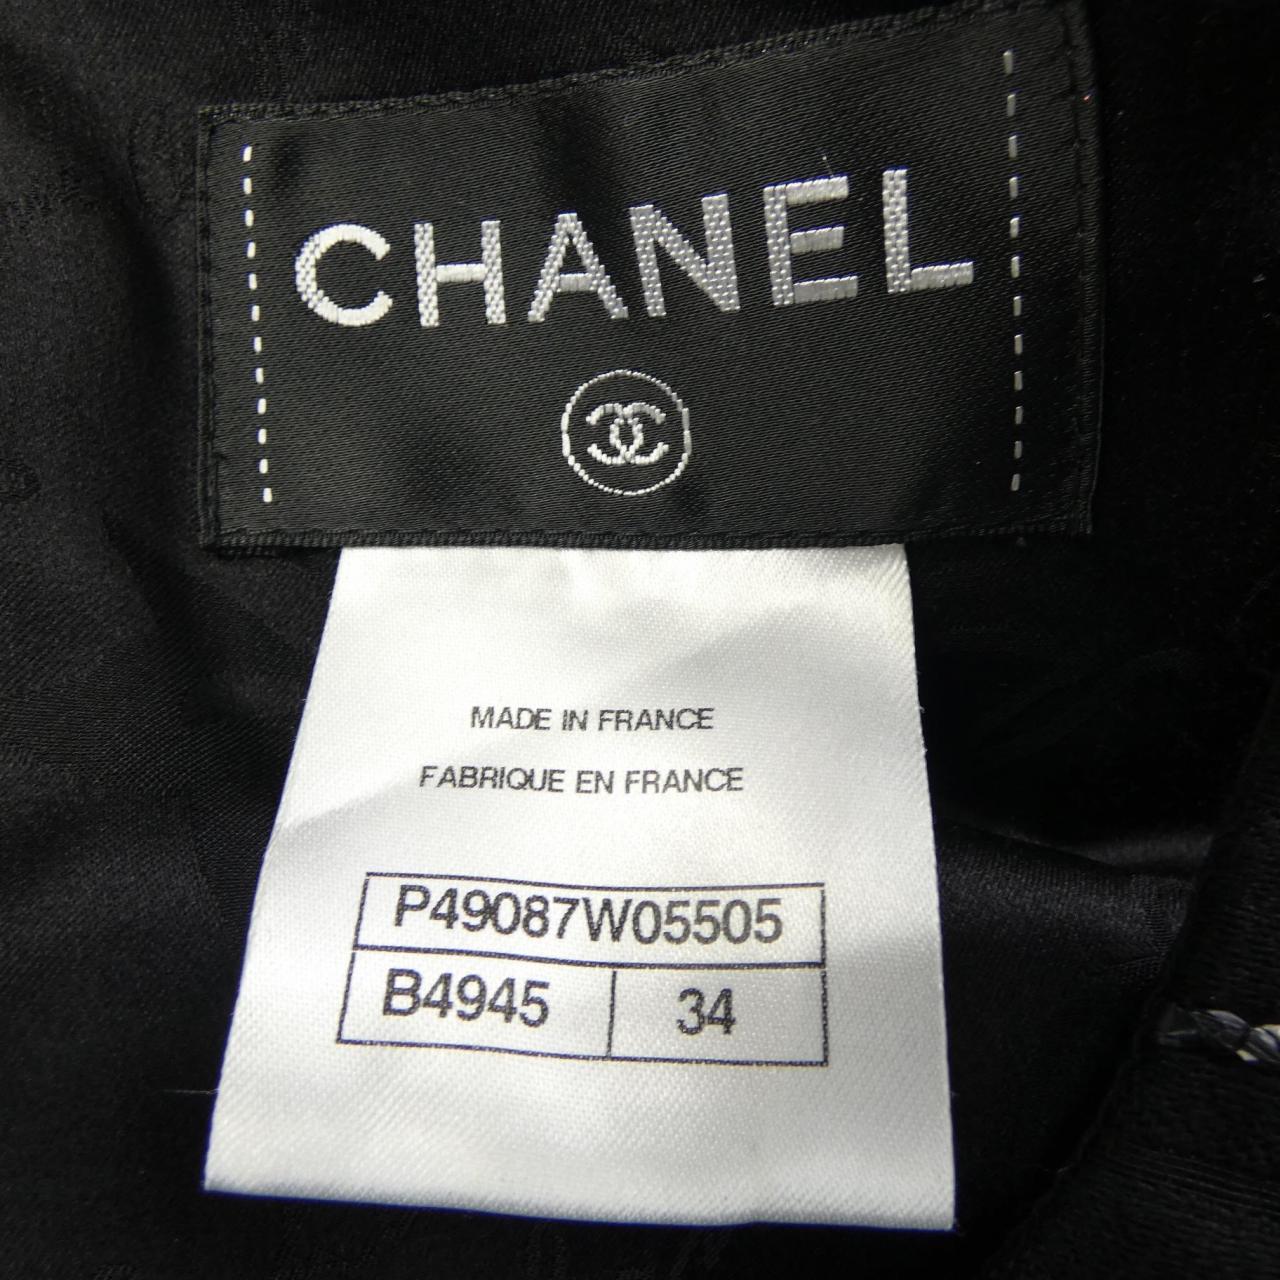 CHANEL
MADE IN FRANCE
FABRIQUE EN FRANCE
P49087W05505
B4945 34